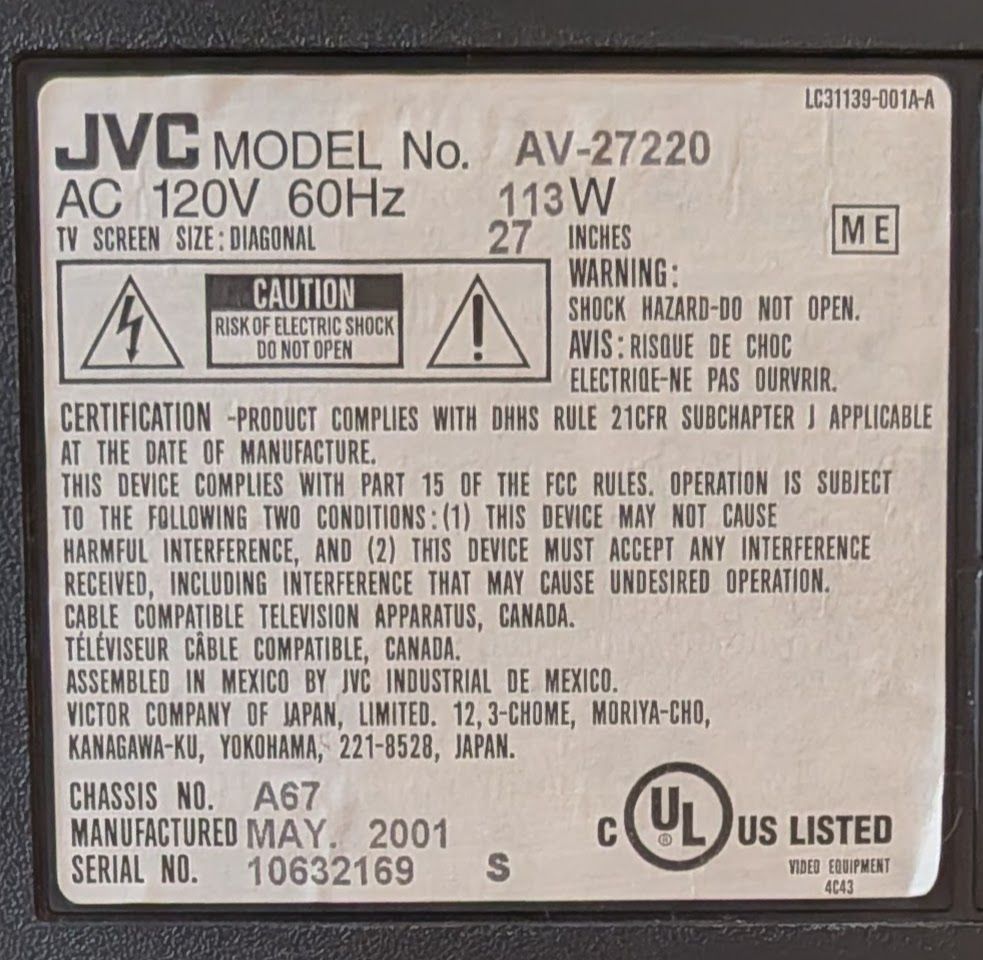 LC31139-001A-A
JVC MODEL No. AV-27220
AC 120V 60Hz 113W
TV SCREEN SIZE: DIAGONAL 27 INCHES
ME
CAUTION
RISK OF ELECTRIC SHOCK
DO NOT OPEN
WARNING:
SHOCK HAZARD-DO NOT OPEN.
AVIS: RISQUE DE CHOC
ELECTRIQE-NE PAS OURVRIR.
CERTIFICATION -PRODUCT COMPLIES WITH DHHS RULE 21CFR SUBCHAPTER J APPLICABLE
AT THE DATE OF MANUFACTURE.
THIS DEVICE COMPLIES WITH PART 15 OF THE FCC RULES. OPERATION IS SUBJECT
TO THE FOLLOWING TWO CONDITIONS: (1) THIS DEVICE MAY NOT CAUSE
HARMFUL INTERFERENCE, AND (2) THIS DEVICE MUST ACCEPT ANY INTERFERENCE
RECEIVED, INCLUDING INTERFERENCE THAT MAY CAUSE UNDESIRED OPERATION.
CABLE COMPATIBLE TELEVISION APPARATUS, CANADA.
TÉLÉVISEUR CÂBLE COMPATIBLE, CANADA.
ASSEMBLED IN MEXICO BY JVC INDUSTRIAL DE MEXICO.
VICTOR COMPANY OF JAPAN, LIMITED. 12, 3-CHOME, MORIYA-CHO,
KANAGAWA-KU, YOKOHAMA, 221-8528, JAPAN.
CHASSIS NO. A67
MANUFACTURED MAY. 2001
SERIAL NO. 10632169 S
C UL ® US LISTED
VIDEO EQUIPMENT
4C43